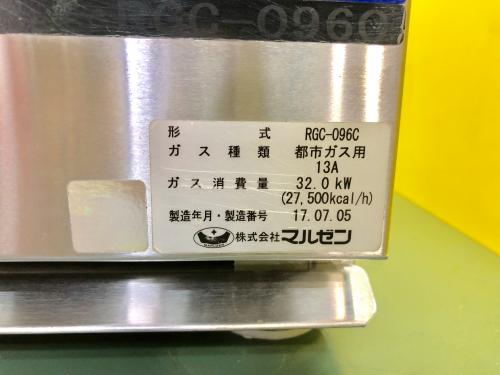 RGC-096C
形 式 RGC-096C
ガス種類 都市ガス用
13A
ガス消費量 32.0 kW
(27,500kcal/h)
製造年月・製造番号 17.07.05
株式会社マルゼン